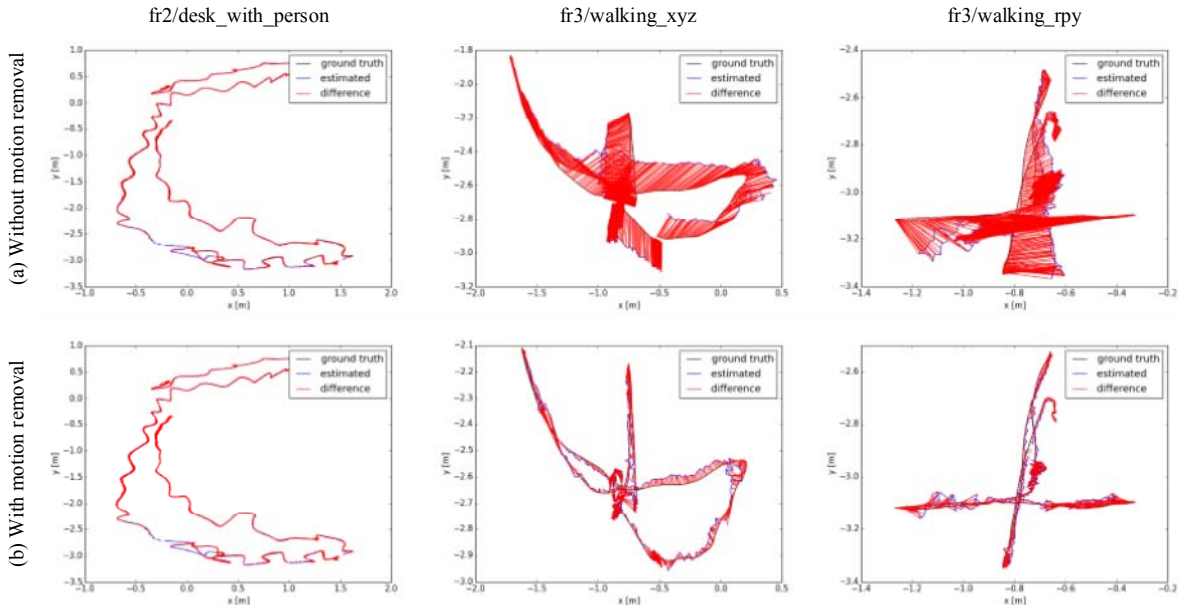 fr2/desk_with_person
fr3/walking_xyz
fr3/walking_rpy
(a) Without motion removal
1.0
0.5
0.0
−0.5
−1.0
−1.5
−2.0
−2.5
−3.0
−3.5
y [m]
−1.0 −0.5 0.0 0.5 1.0 1.5 2.0
x [m]
ground truth
estimated
difference
−1.8
−2.0
−2.2
−2.4
−2.6
−2.8
−3.0
−3.2
y [m]
−2.0 −1.5 −1.0 −0.5 0.0 0.5
x [m]
ground truth
estimated
difference
−2.4
−2.6
−2.8
−3.0
−3.2
−3.4
y [m]
−1.4 −1.2 −1.0 −0.8 −0.6 −0.4 −0.2
x [m]
ground truth
estimated
difference
(b) With motion removal
1.0
0.5
0.0
−0.5
−1.0
−1.5
−2.0
−2.5
−3.0
−3.5
y [m]
−1.0 −0.5 0.0 0.5 1.0 1.5 2.0
x [m]
ground truth
estimated
difference
−2.1
−2.2
−2.3
−2.4
−2.5
−2.6
−2.7
−2.8
−2.9
−3.0
y [m]
−2.0 −1.5 −1.0 −0.5 0.0 0.5
x [m]
ground truth
estimated
difference
−2.6
−2.8
−3.0
−3.2
−3.4
y [m]
−1.4 −1.2 −1.0 −0.8 −0.6 −0.4 −0.2
x [m]
ground truth
estimated
difference